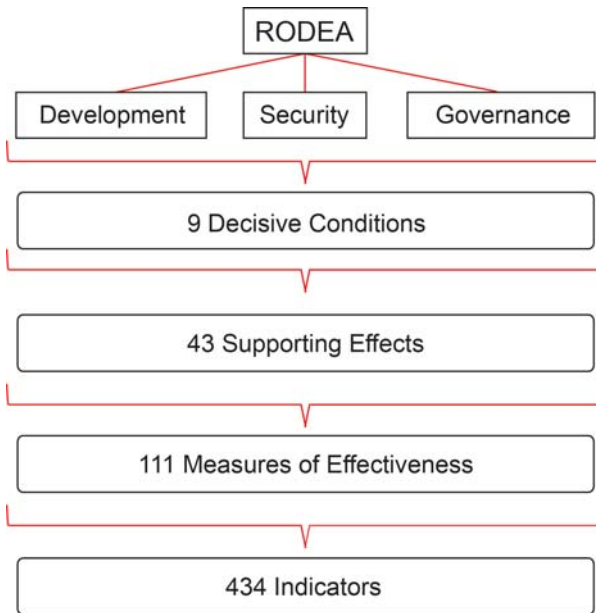 RODEA
Development Security Governance
9 Decisive Conditions
43 Supporting Effects
111 Measures of Effectiveness
434 Indicators